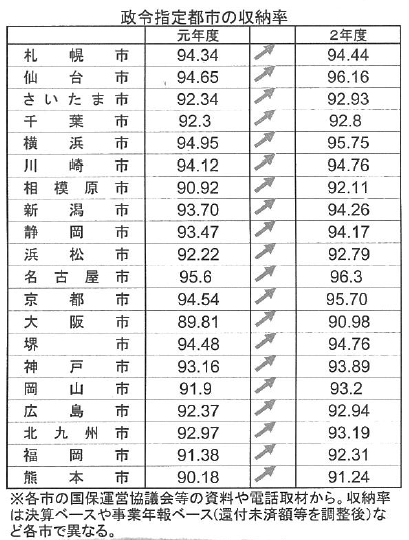 政令指定都市の収納率
元年度 2年度
札幌市 94.34 94.44
仙台市 94.65 96.16
さいたま市 92.34 92.93
千葉市 92.3 92.8
横浜市 94.95 95.75
川崎市 94.12 94.76
相模原市 90.92 92.11
新潟市 93.70 94.26
静岡市 93.47 94.17
浜松市 92.22 92.79
名古屋市 95.6 96.3
京都市 94.54 95.70
大阪市 89.81 90.98
堺市 94.48 94.76
神戸市 93.16 93.89
岡山市 91.9 93.2
広島市 92.37 92.94
北九州市 92.97 93.19
福岡市 91.38 92.31
熊本市 90.18 91.24
※各市の国保運営協議会等の資料や電話取材から。収納率
は決算ベースや事業年報ベース(還付未済額等を調整後)な
ど各市で異なる。